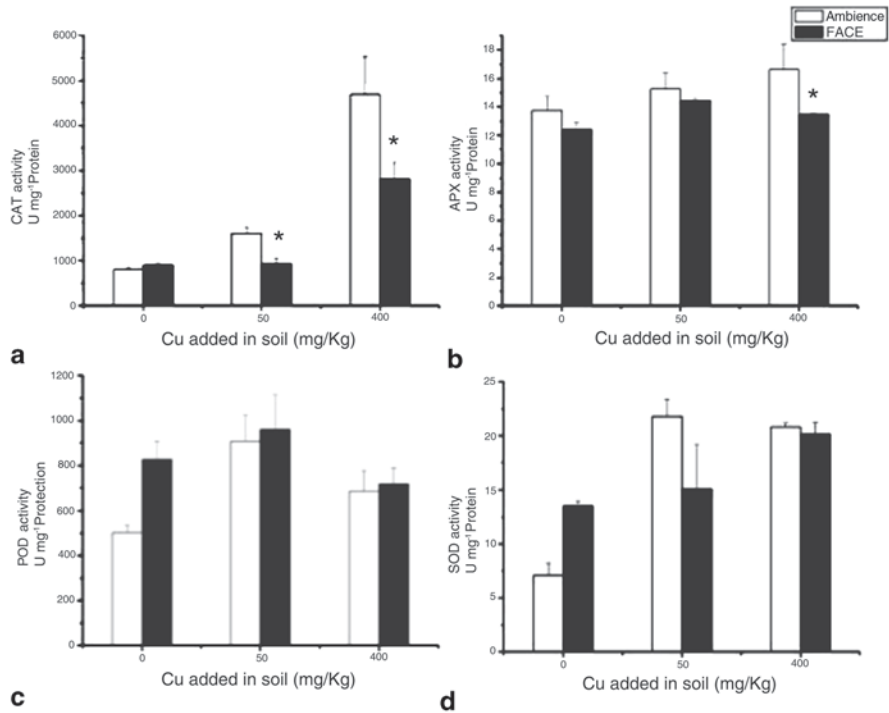 Ambience
FACE
CAT activity
U mg⁻¹Protein
6000
5000
4000
3000
2000
1000
0
*
*
0
50
400
Cu added in soil (mg/Kg)
a
APX activity
U mg⁻¹Protein
18
16
14
12
10
8
6
4
2
0
*
0
50
400
Cu added in soil (mg/Kg)
b
POD activity
U mg⁻¹Protection
1200
1000
800
600
400
200
0
0
50
400
Cu added in soil (mg/Kg)
c
SOD activity
U mg⁻¹Protein
25
20
15
10
5
0
0
50
400
Cu added in soil (mg/Kg)
d